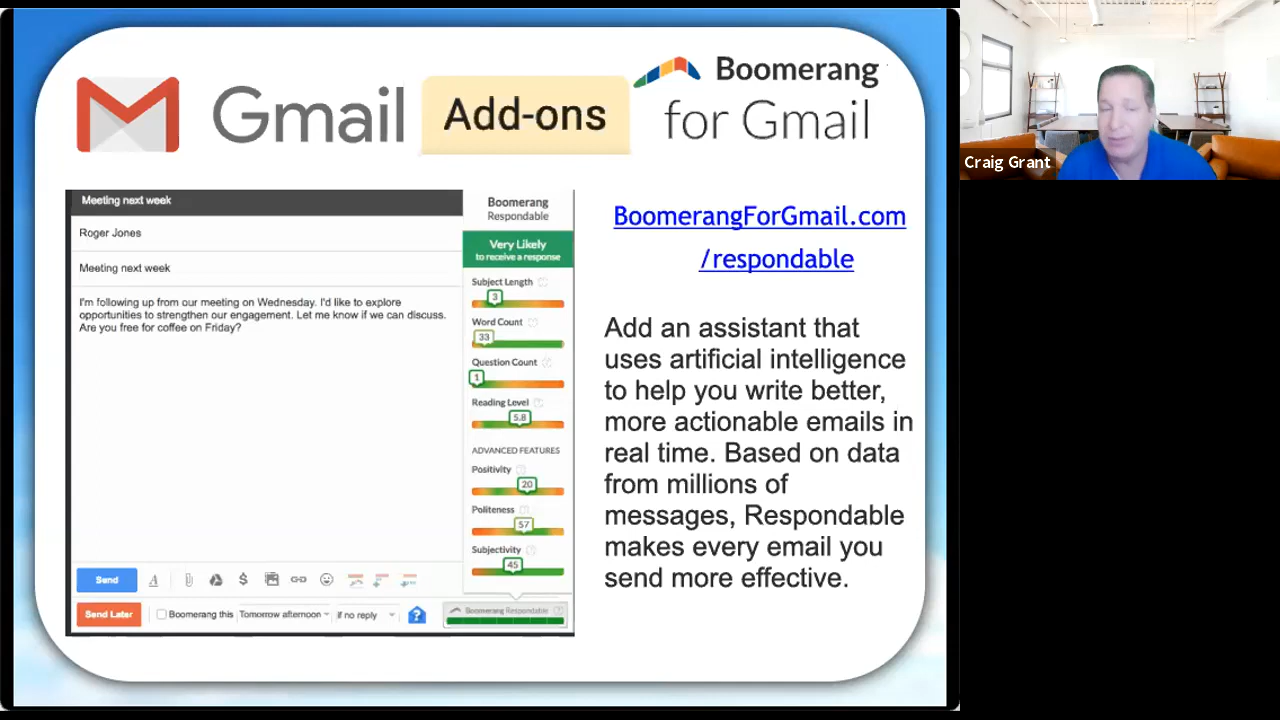 Gmail
Add-ons
Boomerang
for Gmail
Craig Grant
Meeting next week
Roger Jones
Meeting next week
I'm following up from our meeting on Wednesday. I'd like to explore
opportunities to strengthen our engagement. Let me know if we can discuss.
Are you free for coffee on Friday?
Send
A
$
Send Later
Boomerang this
Tomorrow afternoon
if no reply
?
Boomerang
Respondable
Very Likely
to receive a response
Subject Length
3
Word Count
33
Question Count
1
Reading Level
5.8
ADVANCED FEATURES
Positivity
20
Politeness
57
Subjectivity
45
Boomerang Respondable
BoomerangForGmail.com
/respondable
Add an assistant that
uses artificial intelligence
to help you write better,
more actionable emails in
real time. Based on data
from millions of
messages, Respondable
makes every email you
send more effective.